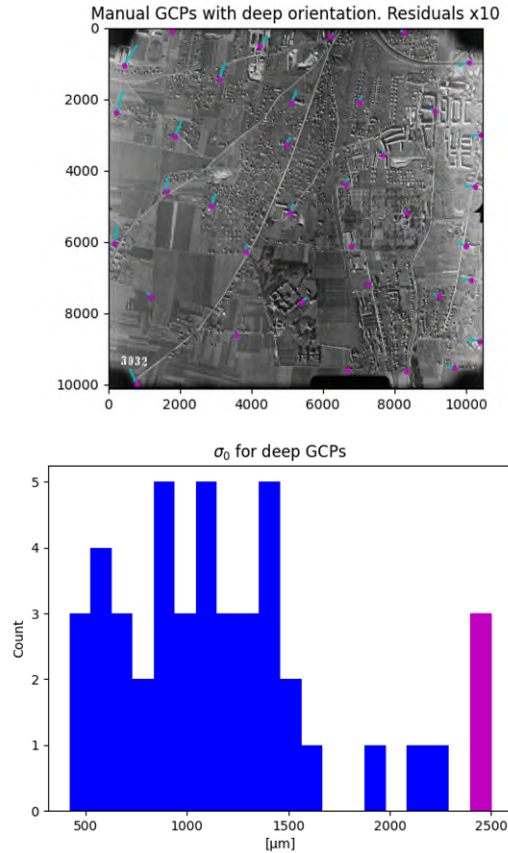 Manual GCPs with deep orientation. Residuals x10
0
2000
4000
6000
8000
10000
3932
0 2000 4000 6000 8000 10000
σ₀ for deep GCPs
5
4
3
2
1
0
Count
500 1000 1500 2000 2500
[μm]